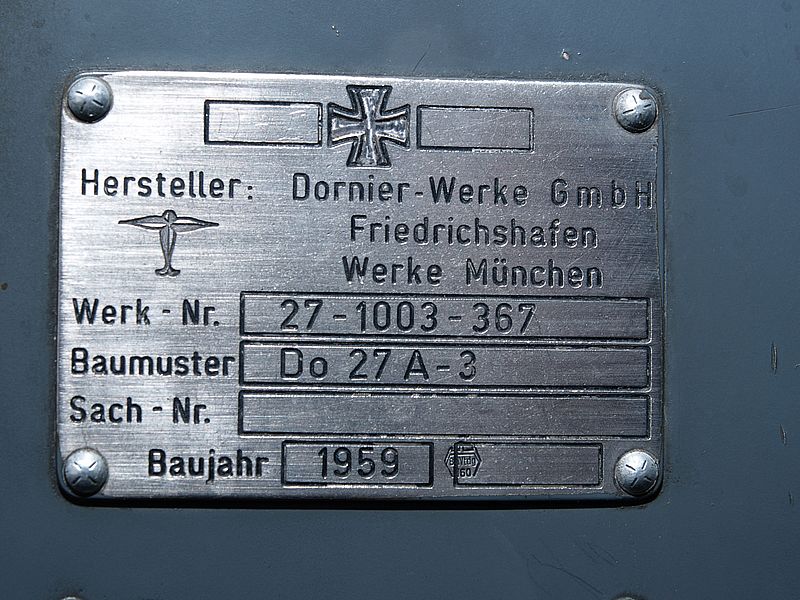 Hersteller: Dornier-Werke GmbH
Friedrichshafen
Werke München
Werk-Nr. 27-1003-367
Baumuster Do 27 A-3
Sach-Nr.
Baujahr 1959
60